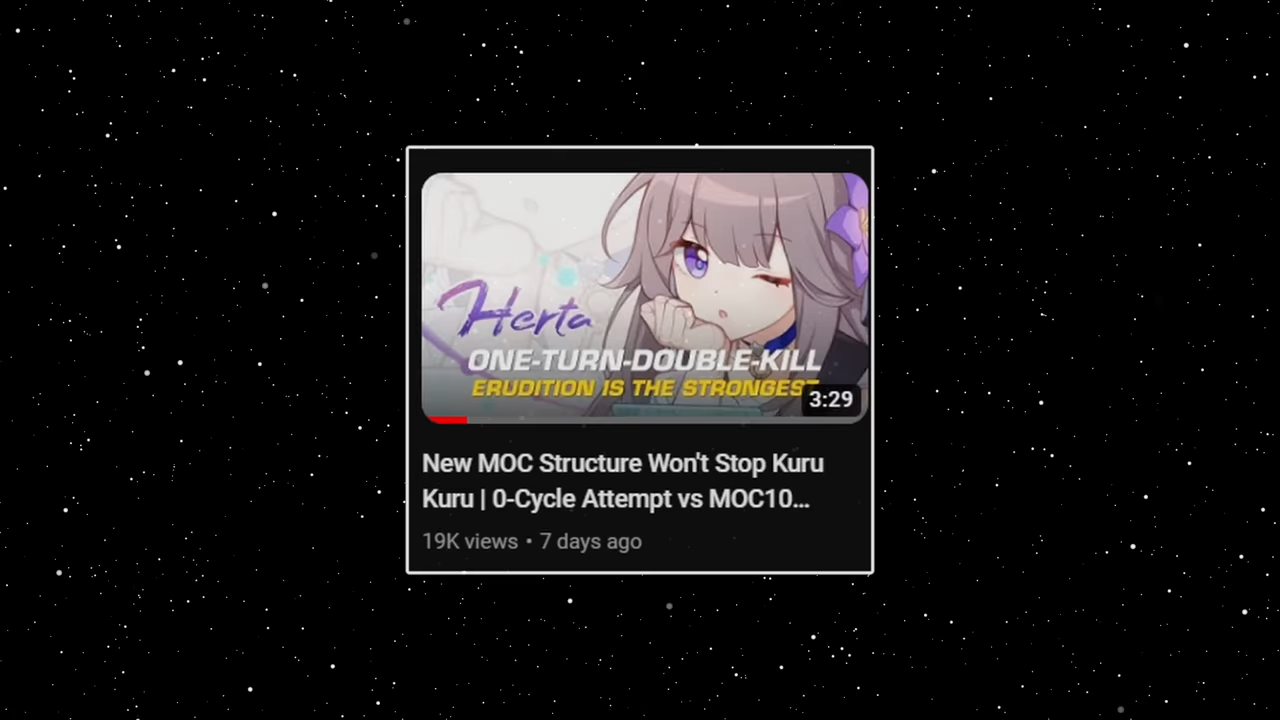 Herta
ONE-TURN-DOUBLE-KILL
ERUDITION IS THE STRONGEST
3:29
New MOC Structure Won't Stop Kuru
Kuru | 0-Cycle Attempt vs MOC10...
19K views • 7 days ago